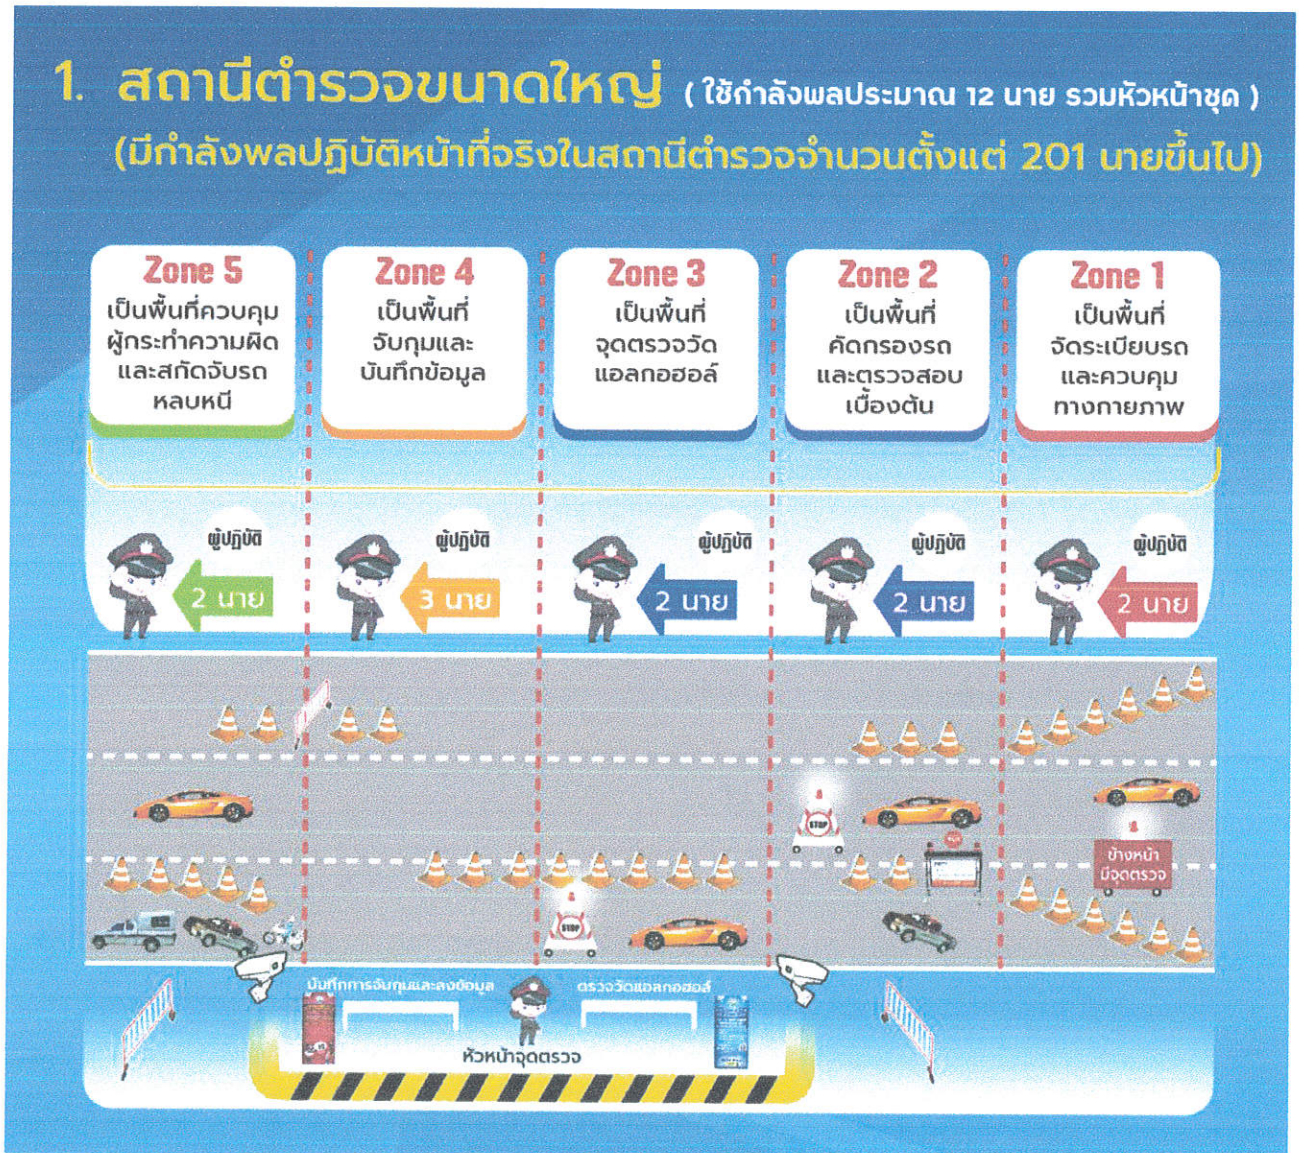 1. สถานีตำรวจขนาดใหญ่ ( ใช้กำลังพลประมาณ 12 นาย รวมหัวหน้าชุด )
(มีกำลังพลปฏิบัติหน้าที่จริงในสถานีตำรวจจำนวนตั้งแต่ 201 นายขึ้นไป)
Zone 5
เป็นพื้นที่ควบคุม
ผู้กระทำความผิด
และสกัดจับรถ
หลบหนี
Zone 4
เป็นพื้นที่
จับกุมและ
บันทึกข้อมูล
Zone 3
เป็นพื้นที่
จุดตรวจวัด
แอลกอฮอล์
Zone 2
เป็นพื้นที่
คัดกรองรถ
และตรวจสอบ
เบื้องต้น
Zone 1
เป็นพื้นที่
จัดระเบียบรถ
และควบคุม
ทางกายภาพ
ผู้ปฏิบัติ
2 นาย
ผู้ปฏิบัติ
3 นาย
ผู้ปฏิบัติ
2 นาย
ผู้ปฏิบัติ
2 นาย
ผู้ปฏิบัติ
2 นาย
STOP
ข้างหน้า
มีจุดตรวจ
STOP
บันทึกการจับกุมและลงข้อมูล
ตรวจวัดแอลกอฮอล์
หัวหน้าจุดตรวจ